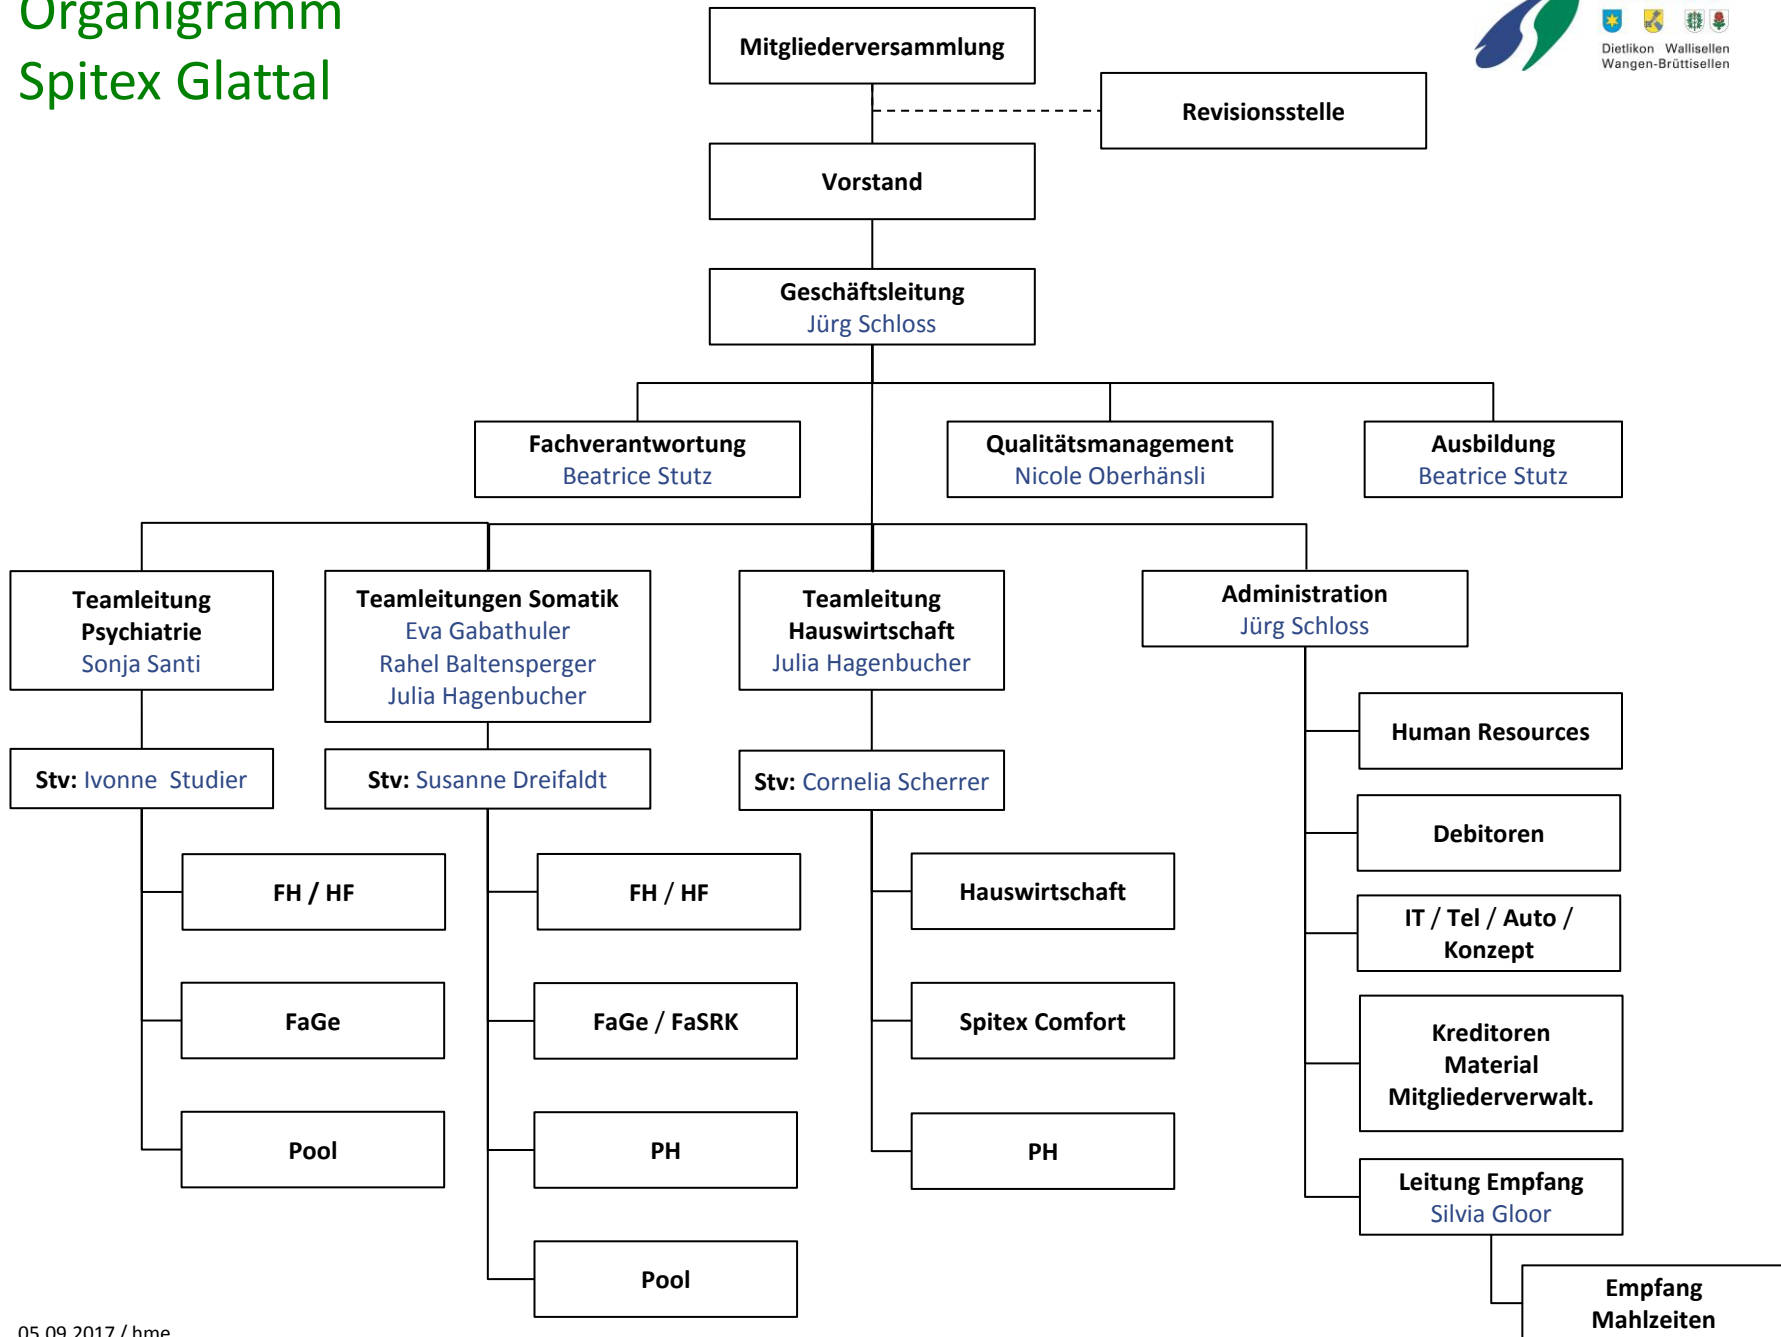 Organigramm
Spitex Glattal
Dietlikon Wallisellen
Wangen-Brüttisellen
Mitgliederversammlung
Revisionsstelle
Vorstand
Geschäftsleitung
Jürg Schloss
Fachverantwortung
Beatrice Stutz
Qualitätsmanagement
Nicole Oberhänsli
Ausbildung
Beatrice Stutz
Teamleitung
Psychiatrie
Sonja Santi
Teamleitungen Somatik
Eva Gabathuler
Rahel Baltensperger
Julia Hagenbucher
Teamleitung
Hauswirtschaft
Julia Hagenbucher
Administration
Jürg Schloss
Stv: Ivonne Studier
Stv: Susanne Dreifaldt
Stv: Cornelia Scherrer
FH / HF
FaGe
Pool
FH / HF
FaGe / FaSRK
PH
Pool
Hauswirtschaft
Spitex Comfort
PH
Human Resources
Debitoren
IT / Tel / Auto /
Konzept
Kreditoren
Material
Mitgliederverwalt.
Leitung Empfang
Silvia Gloor
Empfang
Mahlzeiten
05.09.2017 / hme